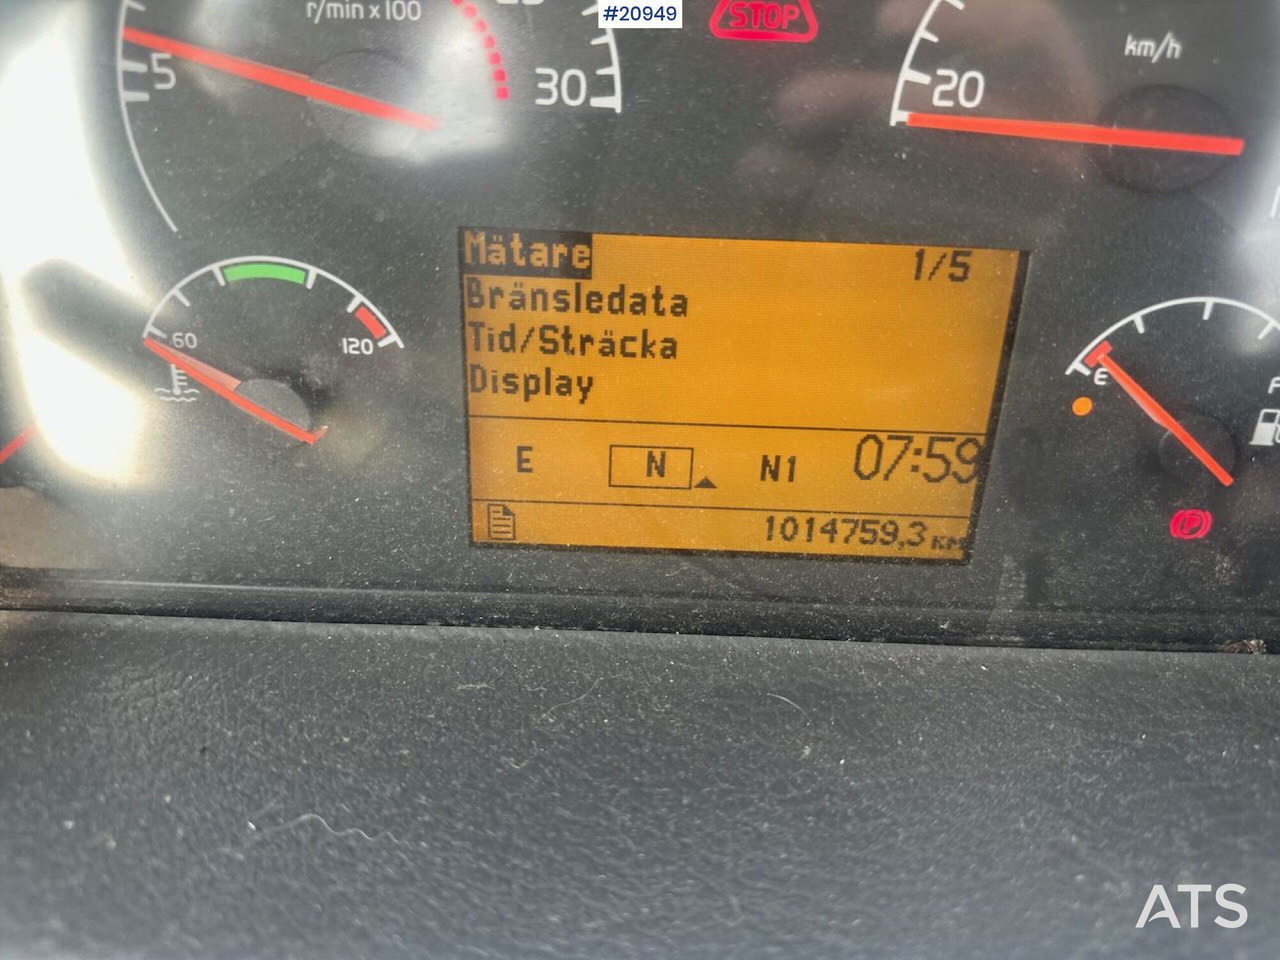 #20949
r/min x 100
STOP
5
30
20
km/h
Mätare
1/5
Bränsledata
Tid/Sträcka
Display
60
120
E
E
N
N1
07:59
1014759,3 KM
ATS